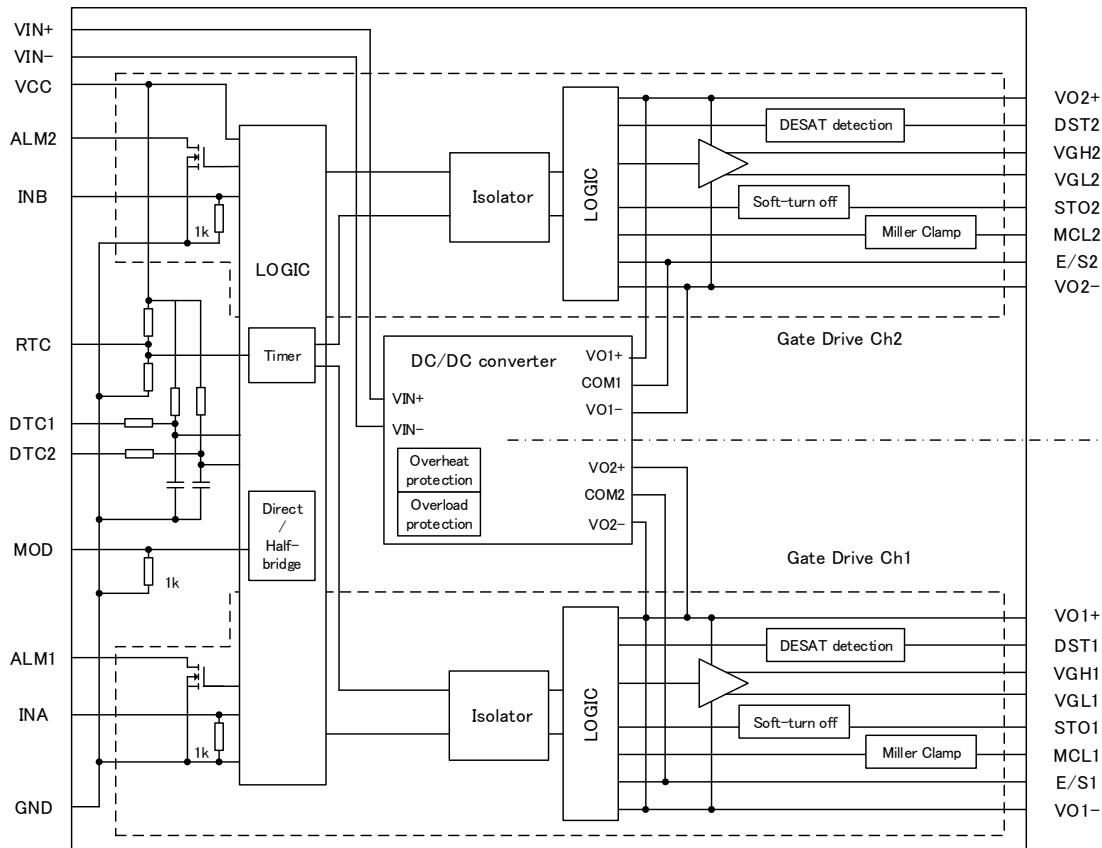 VIN+
VIN-
VCC
ALM2
INB
RTC
DTC1
DTC2
MOD
ALM1
INA
GND
1k
LOGIC
Timer
Direct
/
Half-
bridge
1k
1k
Isolator
LOGIC
DESAT detection
Soft-turn off
Miller Clamp
VO2+
DST2
VGH2
VGL2
STO2
MCL2
E/S2
VO2-
Gate Drive Ch2
DC/DC converter
VIN+
VIN-
Overheat
protection
Overload
protection
VO1+
COM1
VO1-
VO2+
COM2
VO2-
Gate Drive Ch1
Isolator
LOGIC
DESAT detection
Soft-turn off
Miller Clamp
VO1+
DST1
VGH1
VGL1
STO1
MCL1
E/S1
VO1-